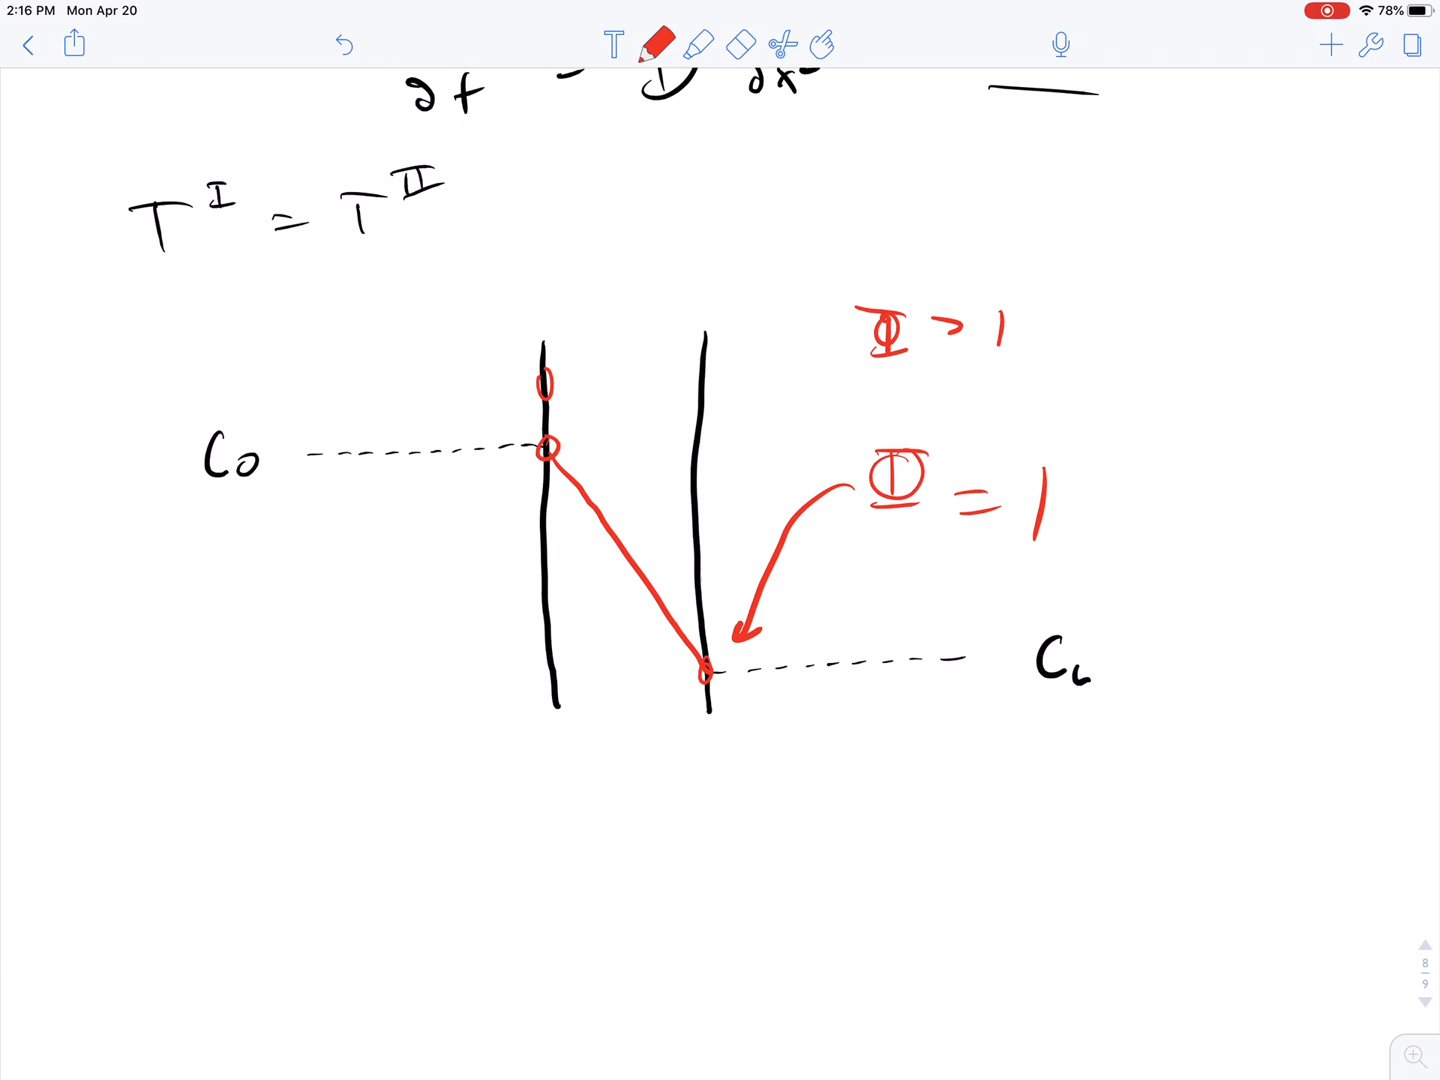 2:16 PM Mon Apr 20
78%
T
T^I = T^II
Φ > 1
C₀
Φ = 1
C_L
8
9